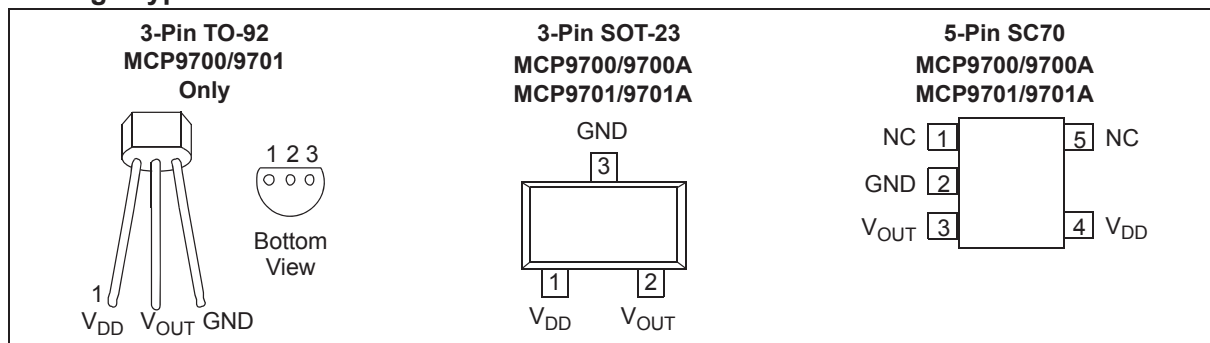 3-Pin TO-92
MCP9700/9701
Only
1 2 3
Bottom
View
1
VDD VOUT GND
3-Pin SOT-23
MCP9700/9700A
MCP9701/9701A
GND
3
1 2
VDD VOUT
5-Pin SC70
MCP9700/9700A
MCP9701/9701A
NC 1 5 NC
GND 2
VOUT 3 4 VDD